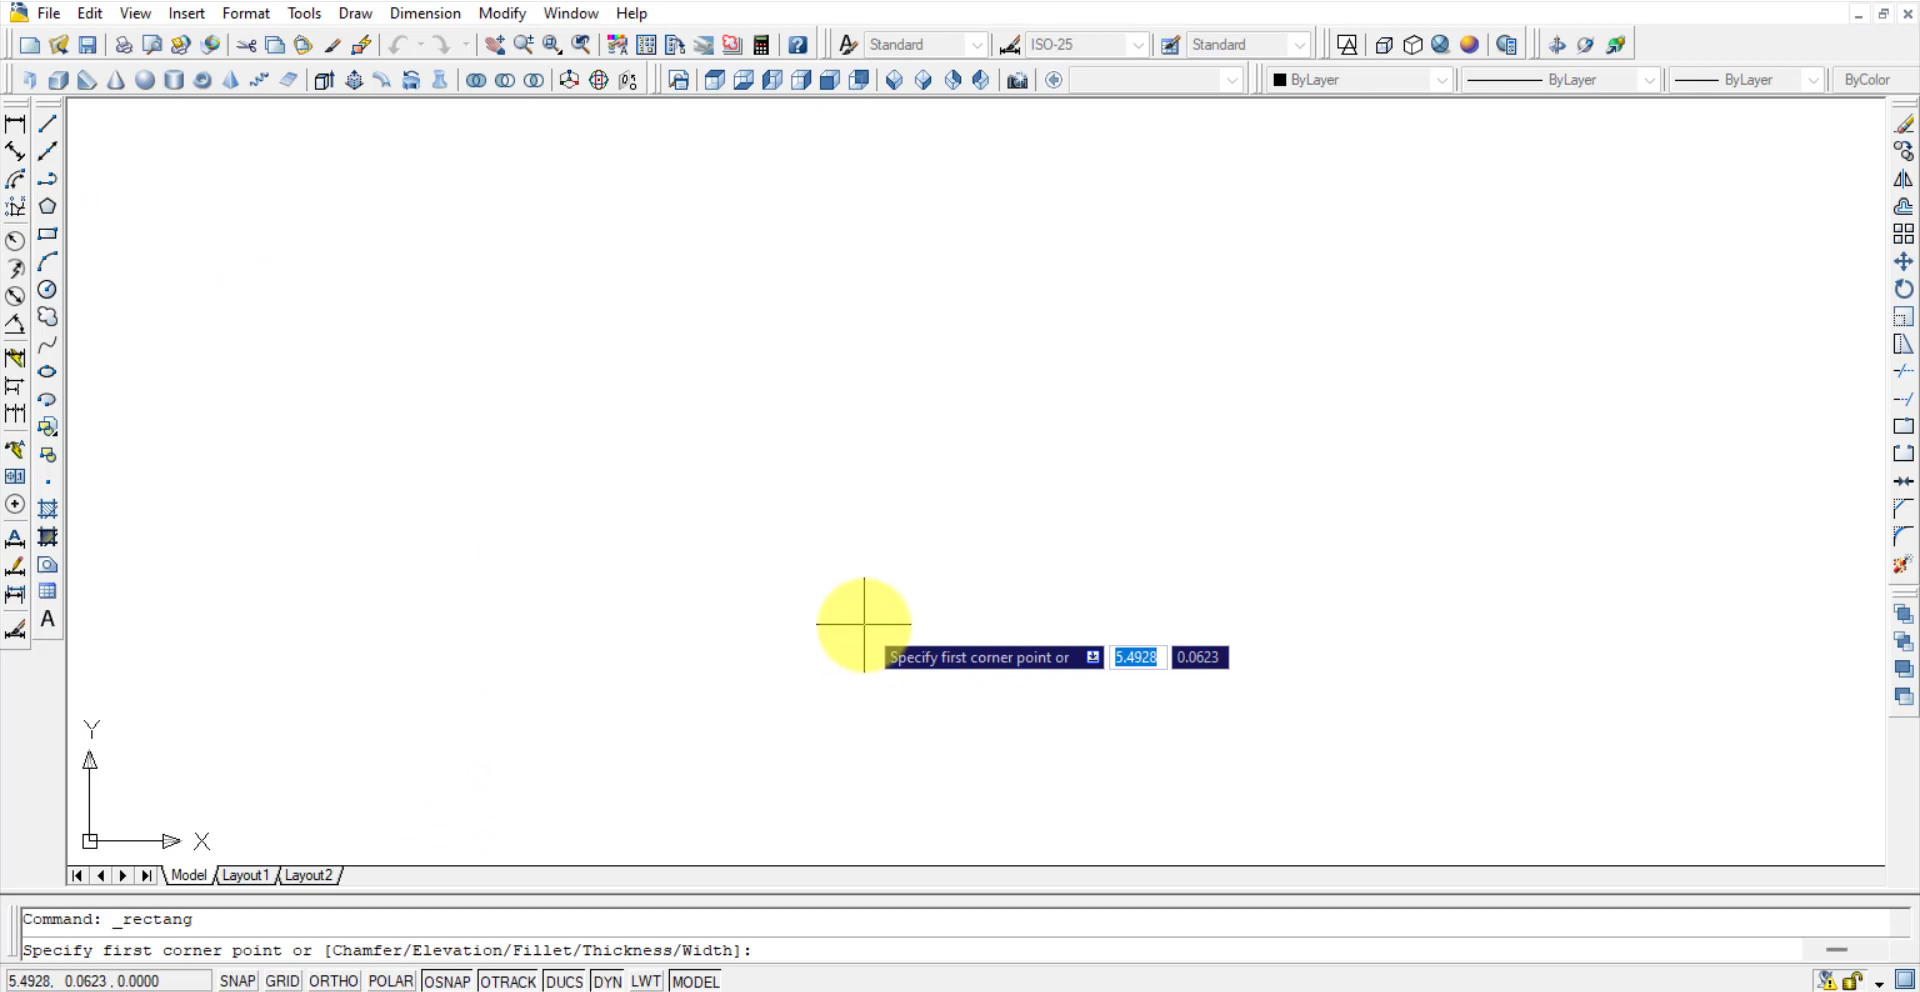 File Edit View Insert Format Tools Draw Dimension Modify Window Help
Standard ISO-25 Standard
ByLayer ByLayer ByLayer ByColor
Specify first corner point or 5.4928 0.0623
Y
X
Model Layout1 Layout2
Command: _rectang
Specify first corner point or [Chamfer/Elevation/Fillet/Thickness/Width]:
5.4928, 0.0623 , 0.0000 SNAP GRID ORTHO POLAR OSNAP OTRACK DUCS DYN LWT MODEL